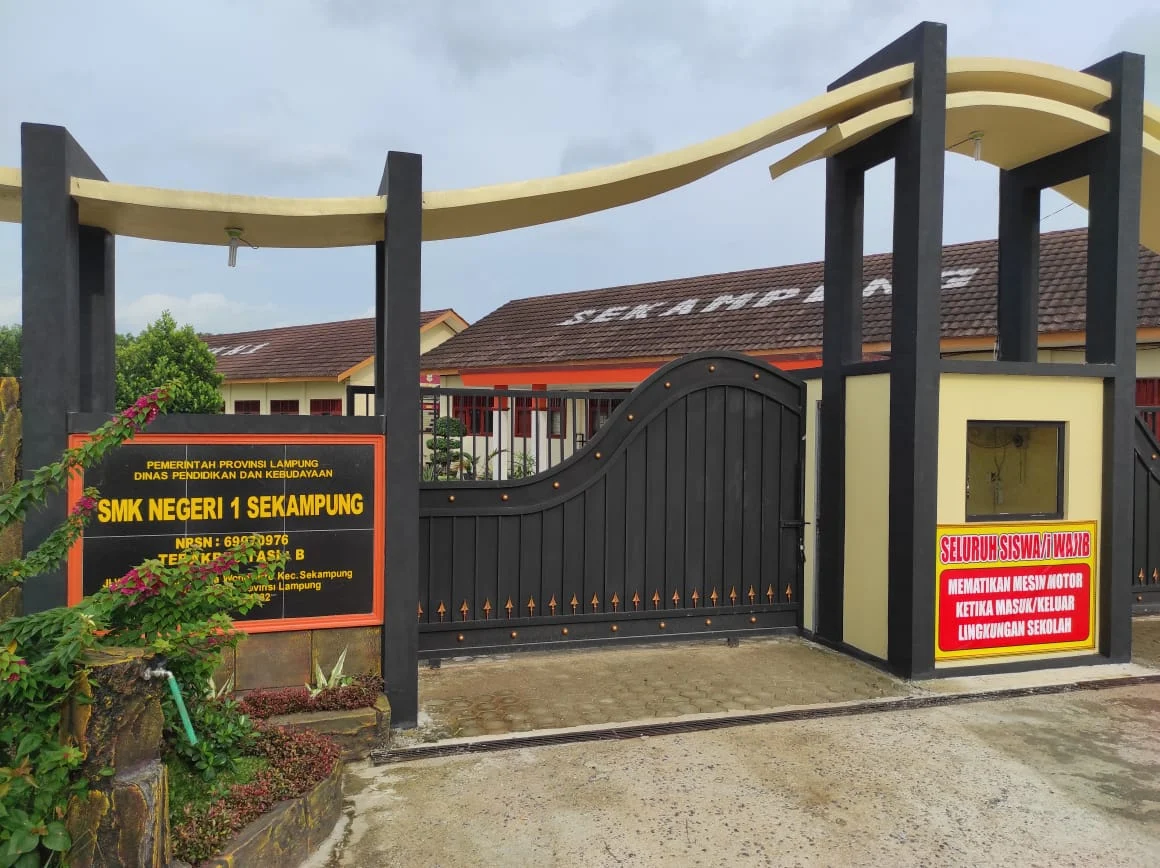 SEKAMPUNG
PEMERINTAH PROVINSI LAMPUNG
DINAS PENDIDIKAN DAN KEBUDAYAAN
SMK NEGERI 1 SEKAMPUNG
NPSN : 69970976
: B
Kec.Sekampung
Provinsi Lampung
SELURUH SISWA/i WAJIB
MEMATIKAN MESIN MOTOR
KETIKA MASUK/KELUAR
LINGKUNGAN SEKOLAH